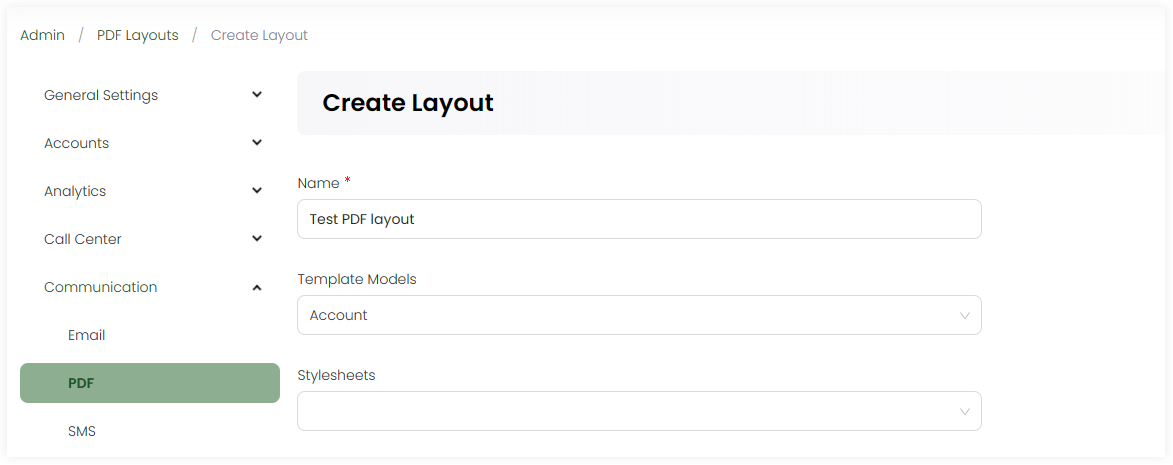 Admin / PDF Layouts / Create Layout
General Settings
Accounts
Analytics
Call Center
Communication
Email
PDF
SMS
Create Layout
Name *
Test PDF layout
Template Models
Account
Stylesheets